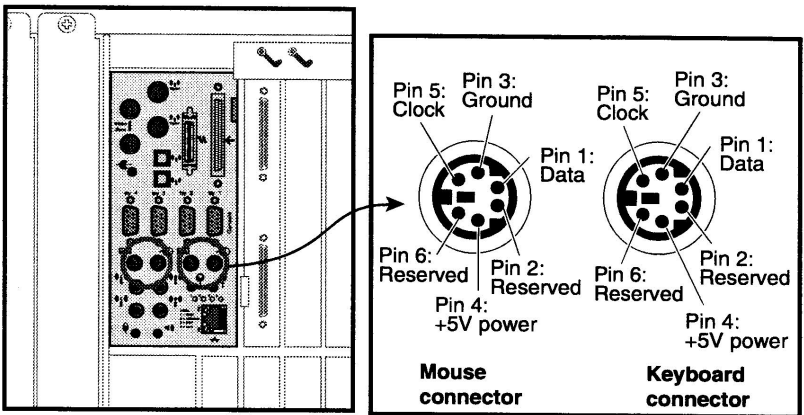 Pin 5:
Clock
Pin 3:
Ground
Pin 1:
Data
Pin 6:
Reserved
Pin 2:
Reserved
Pin 4:
+5V power
Mouse
connector
Pin 5:
Clock
Pin 3:
Ground
Pin 1:
Data
Pin 6:
Reserved
Pin 2:
Reserved
Pin 4:
+5V power
Keyboard
connector